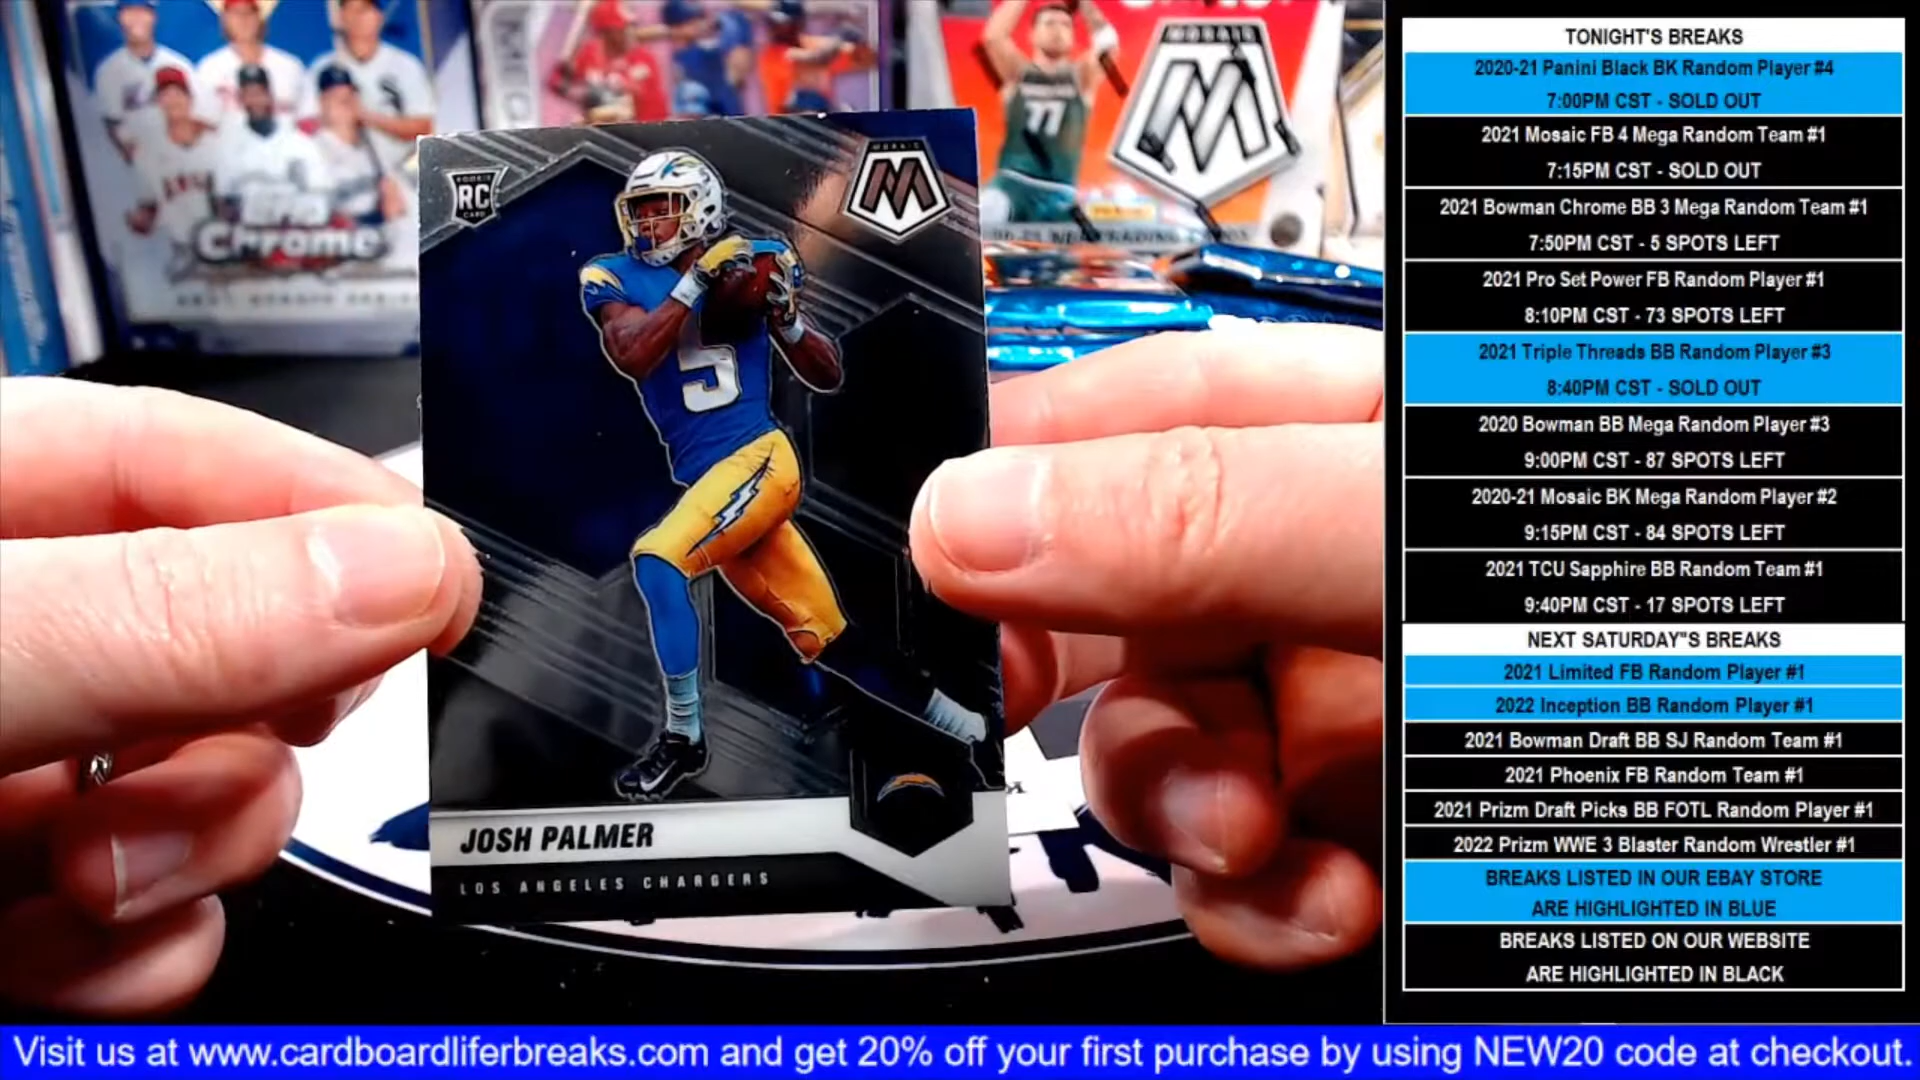 Topps
Chrome
MOSAIC
77
ROOKIE
RC
CARD
MOSAIC
5
JOSH PALMER
LOS ANGELES CHARGERS
TONIGHT'S BREAKS
2020-21 Panini Black BK Random Player #4
7:00PM CST - SOLD OUT
2021 Mosaic FB 4 Mega Random Team #1
7:15PM CST - SOLD OUT
2021 Bowman Chrome BB 3 Mega Random Team #1
7:50PM CST - 5 SPOTS LEFT
2021 Pro Set Power FB Random Player #1
8:10PM CST - 73 SPOTS LEFT
2021 Triple Threads BB Random Player #3
8:40PM CST - SOLD OUT
2020 Bowman BB Mega Random Player #3
9:00PM CST - 87 SPOTS LEFT
2020-21 Mosaic BK Mega Random Player #2
9:15PM CST - 84 SPOTS LEFT
2021 TCU Sapphire BB Random Team #1
9:40PM CST - 17 SPOTS LEFT
NEXT SATURDAY"S BREAKS
2021 Limited FB Random Player #1
2022 Inception BB Random Player #1
2021 Bowman Draft BB SJ Random Team #1
2021 Phoenix FB Random Team #1
2021 Prizm Draft Picks BB FOTL Random Player #1
2022 Prizm WWE 3 Blaster Random Wrestler #1
BREAKS LISTED IN OUR EBAY STORE
ARE HIGHLIGHTED IN BLUE
BREAKS LISTED ON OUR WEBSITE
ARE HIGHLIGHTED IN BLACK
Visit us at www.cardboardliferbreaks.com and get 20% off your first purchase by using NEW20 code at checkout.